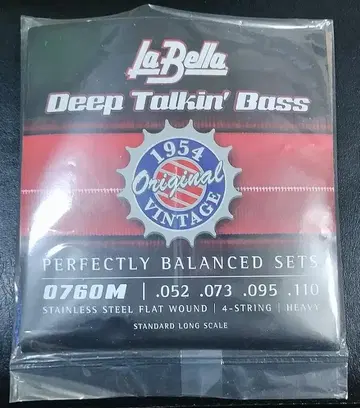 La Bella
Deep Talkin' Bass
1954
Original
VINTAGE
PERFECTLY BALANCED SETS
0760M | .052 .073 .095 .110
STAINLESS STEEL FLAT WOUND | 4-STRING | HEAVY
STANDARD LONG SCALE